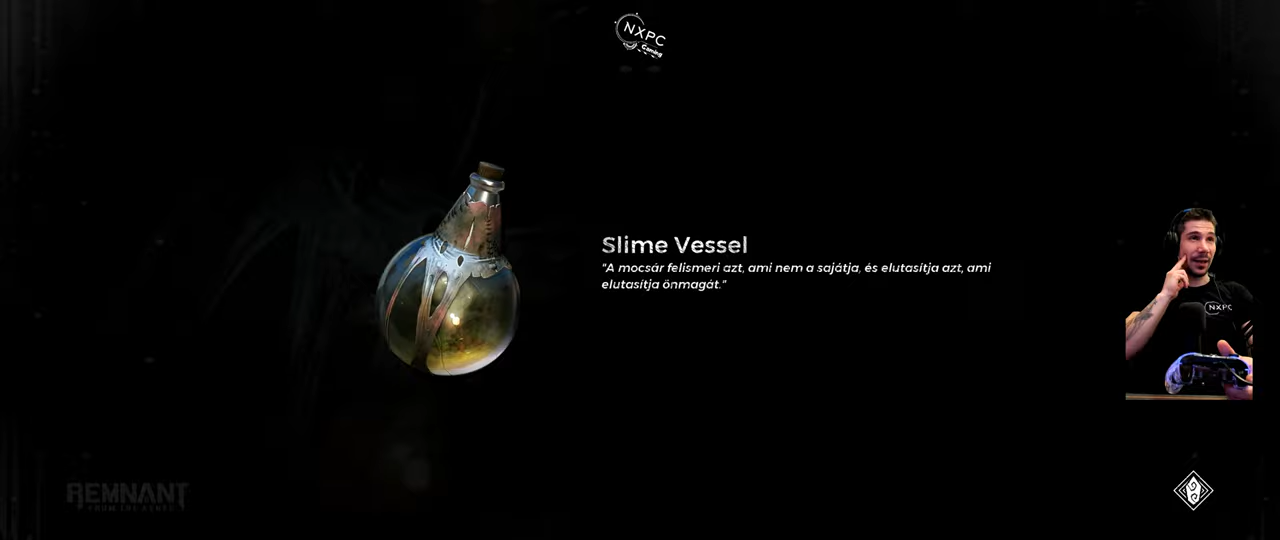 NXPC
Gaming
Slime Vessel
"A mocsár felismeri azt, ami nem a sajátja, és elutasítja azt, ami
elutasítja önmagát."
NXPC
REMNANT
FROM THE ASHES